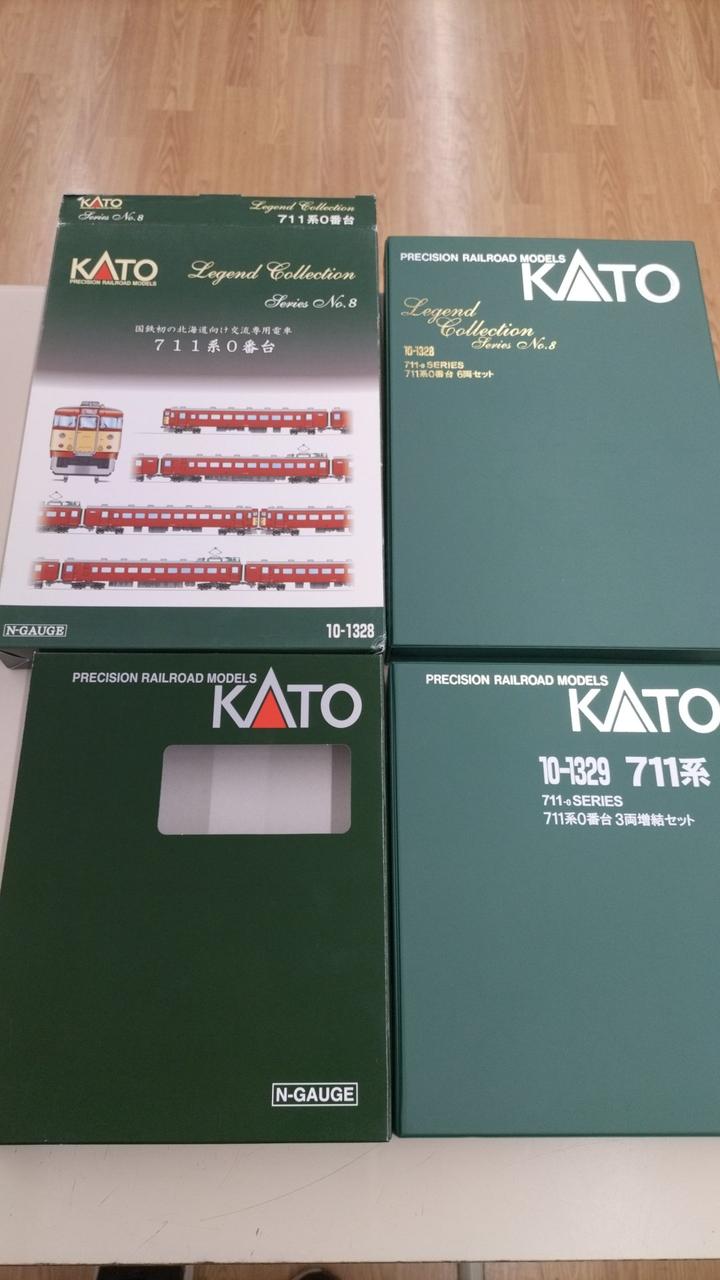 KATO
Series No.8
Legend Collection
711系0番台
KATO
PRECISION RAILROAD MODELS
Legend Collection
Series No.8
国鉄初の北海道向け交流専用電車
711系0番台
N-GAUGE
10-1328
PRECISION RAILROAD MODELS
KATO
Legend
Collection
Series No.8
10-1328
711-0 SERIES
711系0番台 6両セット
PRECISION RAILROAD MODELS
KATO
N-GAUGE
PRECISION RAILROAD MODELS
KATO
10-1329 711系
711-0 SERIES
711系0番台 3両増結セット